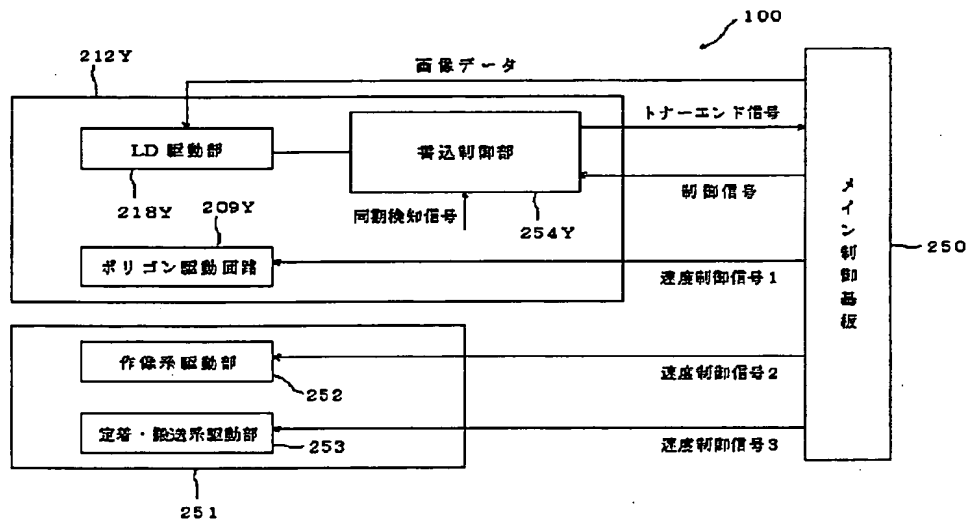 100
212Y
画像データ
トナーエンド信号
LD 駆動部
書込制御部
218Y
209Y
同期検知信号
254Y
制御信号
メイン制御基板
250
ポリゴン駆動回路
速度制御信号1
作像系駆動部
252
速度制御信号2
定着・搬送系駆動部
253
速度制御信号3
251